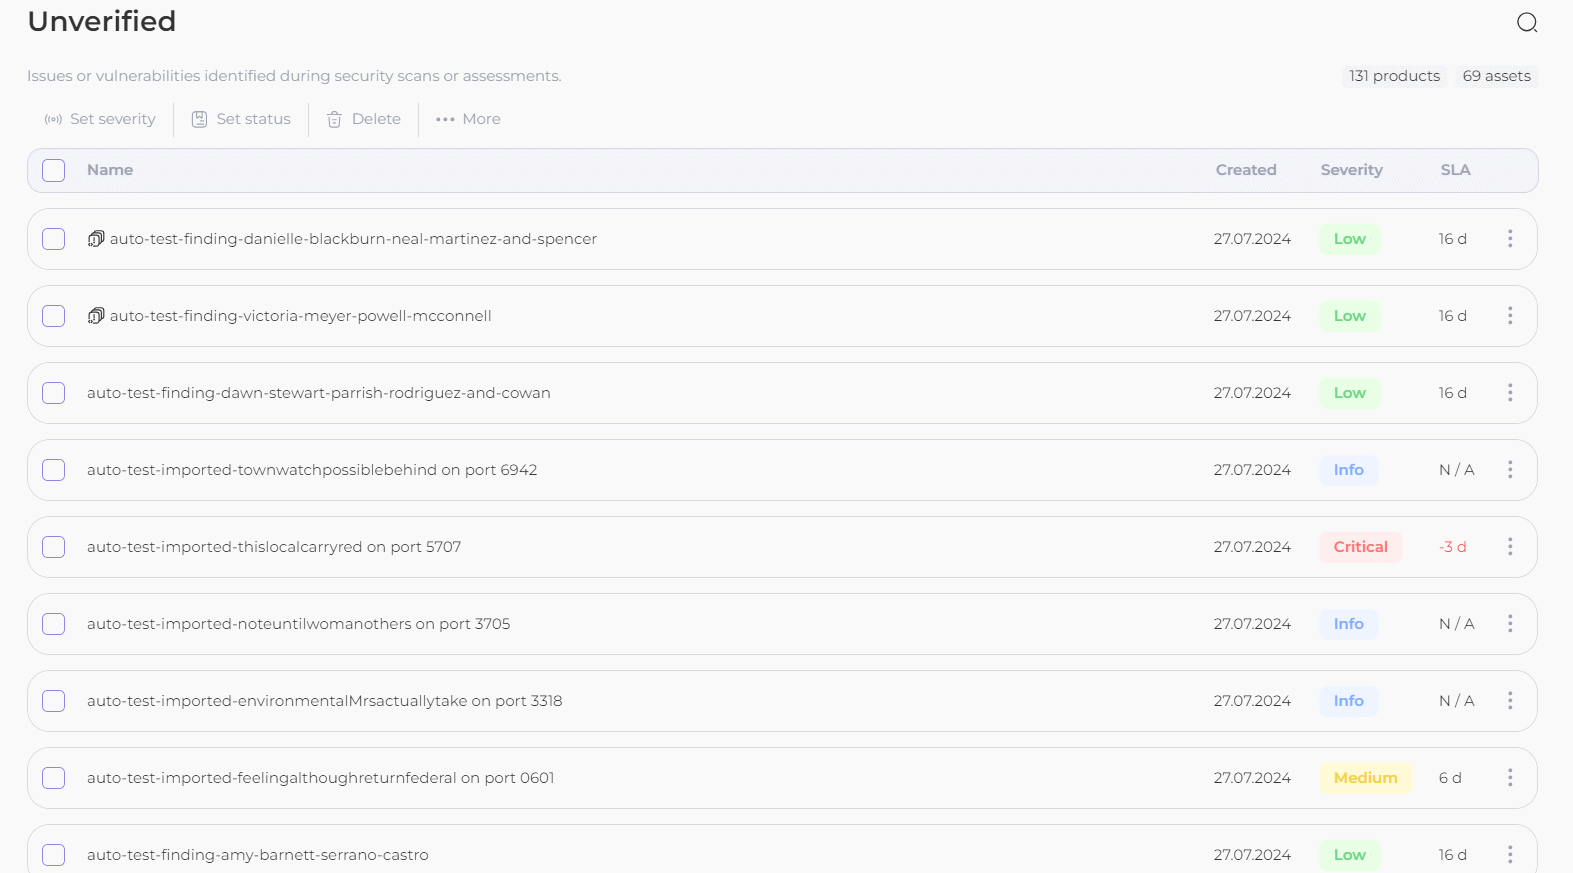 Unverified
Issues or vulnerabilities identified during security scans or assessments.
131 products 69 assets
Set severity Set status Delete More
Name Created Severity SLA
auto-test-finding-danielle-blackburn-neal-martinez-and-spencer 27.07.2024 Low 16 d
auto-test-finding-victoria-meyer-powell-mcconnell 27.07.2024 Low 16 d
auto-test-finding-dawn-stewart-parrish-rodriguez-and-cowan 27.07.2024 Low 16 d
auto-test-imported-townwatchpossiblebehind on port 6942 27.07.2024 Info N / A
auto-test-imported-thislocalcarryred on port 5707 27.07.2024 Critical -3 d
auto-test-imported-noteuntilwomanothers on port 3705 27.07.2024 Info N / A
auto-test-imported-environmentalMrsactuallytake on port 3318 27.07.2024 Info N / A
auto-test-imported-feelingalthoughreturnfederal on port 0601 27.07.2024 Medium 6 d
auto-test-finding-amy-barnett-serrano-castro 27.07.2024 Low 16 d